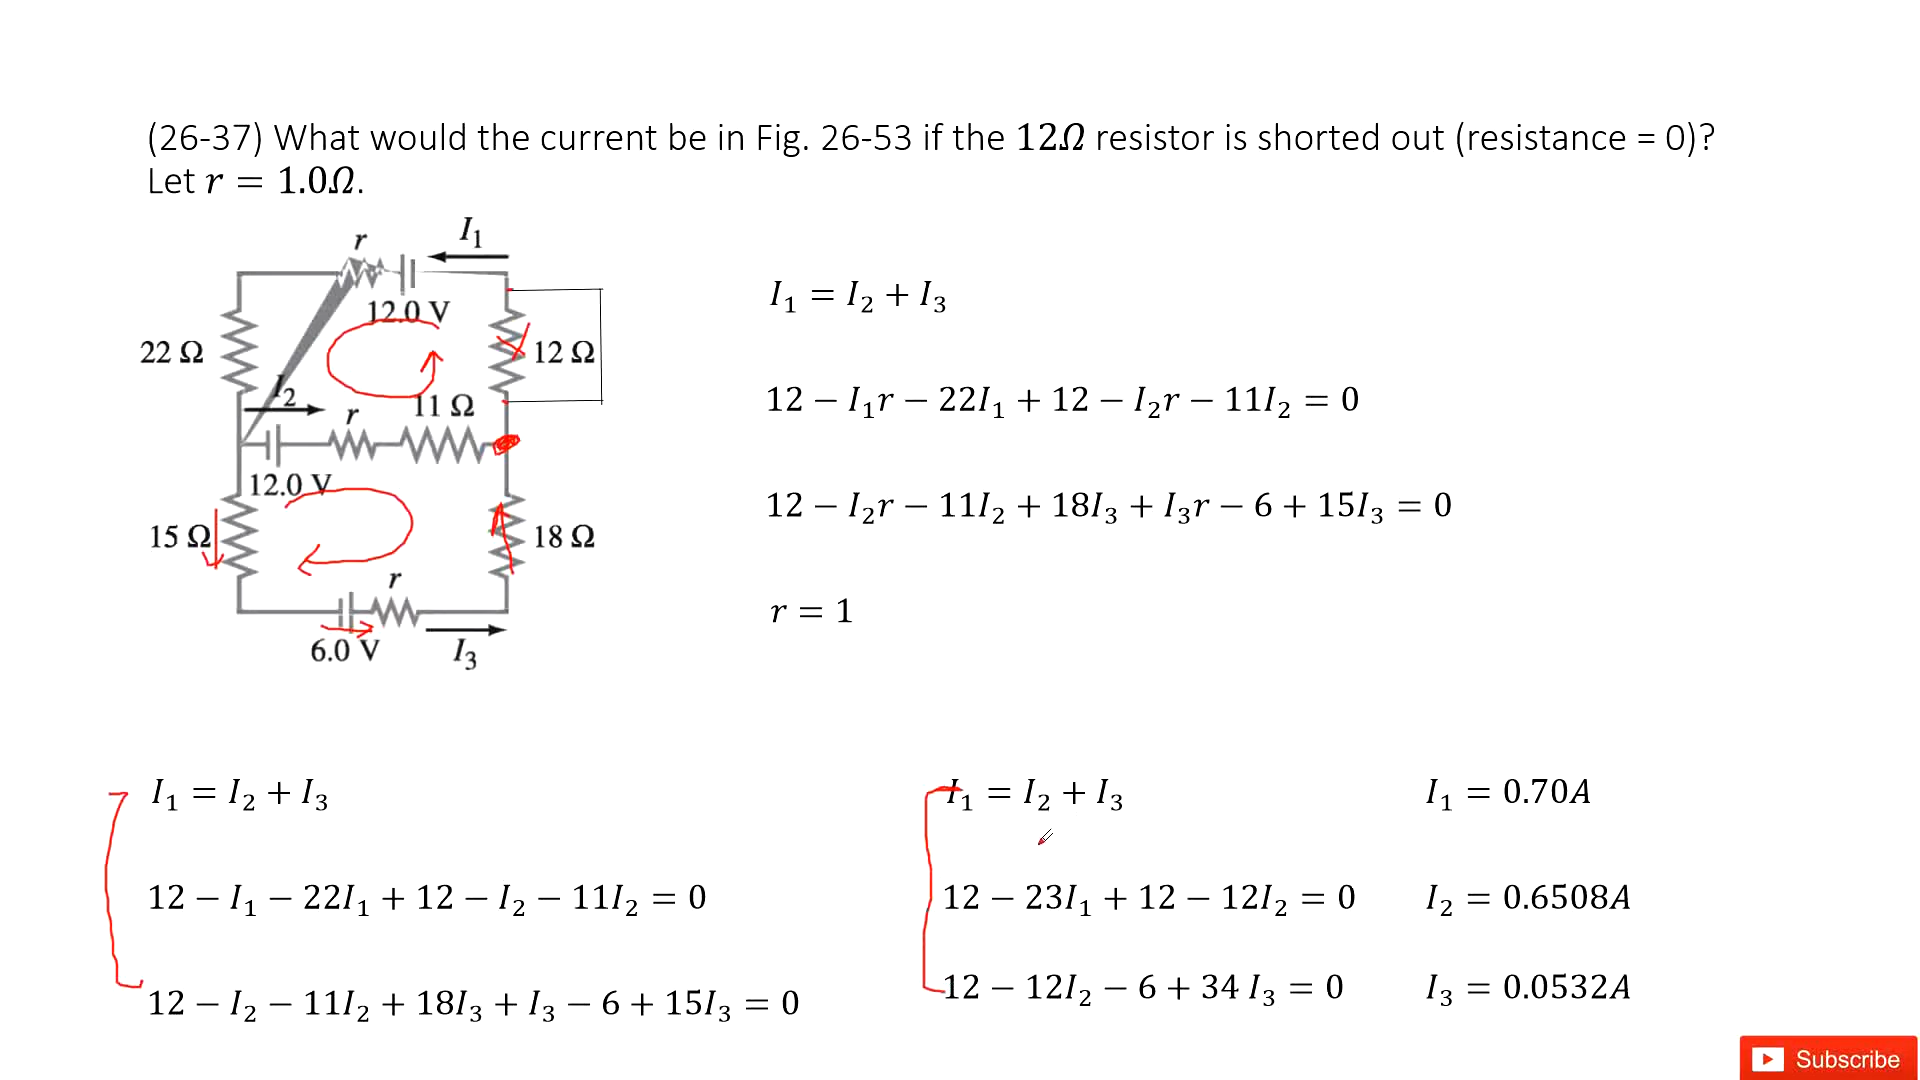 (26-37) What would the current be in Fig. 26-53 if the 12Ω resistor is shorted out (resistance = 0)?
Let r = 1.0Ω.
r
I₁
12.0 V
22 Ω
12 Ω
I₂
r
11 Ω
12.0 V
15 Ω
18 Ω
r
6.0 V
I₃
I₁ = I₂ + I₃
12 − I₁r − 22I₁ + 12 − I₂r − 11I₂ = 0
12 − I₂r − 11I₂ + 18I₃ + I₃r − 6 + 15I₃ = 0
r = 1
I₁ = I₂ + I₃
12 − I₁ − 22I₁ + 12 − I₂ − 11I₂ = 0
12 − I₂ − 11I₂ + 18I₃ + I₃ − 6 + 15I₃ = 0
I₁ = I₂ + I₃
12 − 23I₁ + 12 − 12I₂ = 0
12 − 12I₂ − 6 + 34 I₃ = 0
I₁ = 0.70A
I₂ = 0.6508A
I₃ = 0.0532A
Subscribe